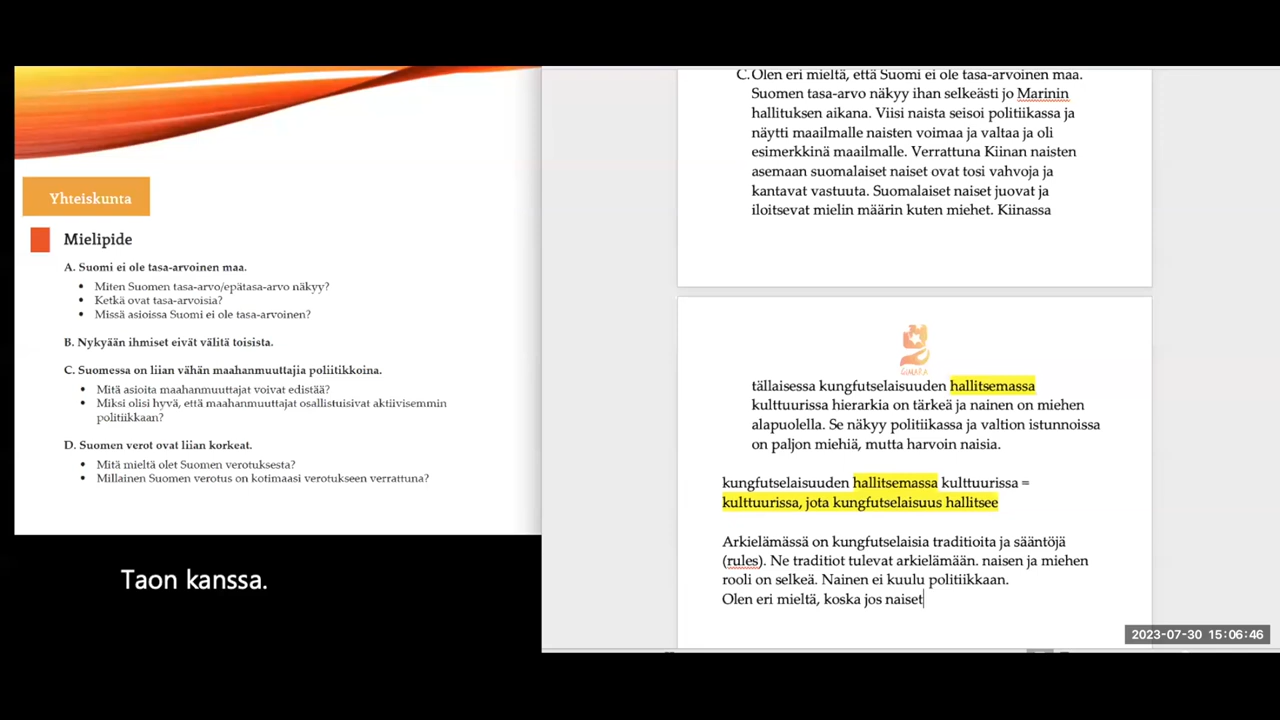 Yhteiskunta
Mielipide
A. Suomi ei ole tasa-arvoinen maa.
• Miten Suomen tasa-arvo/epätasa-arvo näkyy?
• Ketkä ovat tasa-arvoisia?
• Missä asioissa Suomi ei ole tasa-arvoinen?
B. Nykyään ihmiset eivät välitä toisista.
C. Suomessa on liian vähän maahanmuuttajia poliitikkoina.
• Mitä asioita maahanmuuttajat voivat edistää?
• Miksi olisi hyvä, että maahanmuuttajat osallistuisivat aktiivisemmin
politiikkaan?
D. Suomen verot ovat liian korkeat.
• Mitä mieltä olet Suomen verotuksesta?
• Millainen Suomen verotus on kotimaasi verotukseen verrattuna?
Taon kanssa.
C. Olen eri mieltä, että Suomi ei ole tasa-arvoinen maa.
Suomen tasa-arvo näkyy ihan selkeästi jo Marinin
hallituksen aikana. Viisi naista seisoi politiikassa ja
näytti maailmalle naisten voimaa ja valtaa ja oli
esimerkkinä maailmalle. Verrattuna Kiinan naisten
asemaan suomalaiset naiset ovat tosi vahvoja ja
kantavat vastuuta. Suomalaiset naiset juovat ja
iloitsevat mielin määrin kuten miehet. Kiinassa
GIMARA
tällaisessa kungfutselaisuuden hallitsemassa
kulttuurissa hierarkia on tärkeä ja nainen on miehen
alapuolella. Se näkyy politiikassa ja valtion istunnoissa
on paljon miehiä, mutta harvoin naisia.
kungfutselaisuuden hallitsemassa kulttuurissa =
kulttuurissa, jota kungfutselaisuus hallitsee
Arkielämässä on kungfutselaisia traditioita ja sääntöjä
(rules). Ne traditiot tulevat arkielämään. naisen ja miehen
rooli on selkeä. Nainen ei kuulu politiikkaan.
Olen eri mieltä, koska jos naiset
2023-07-30 15:06:46